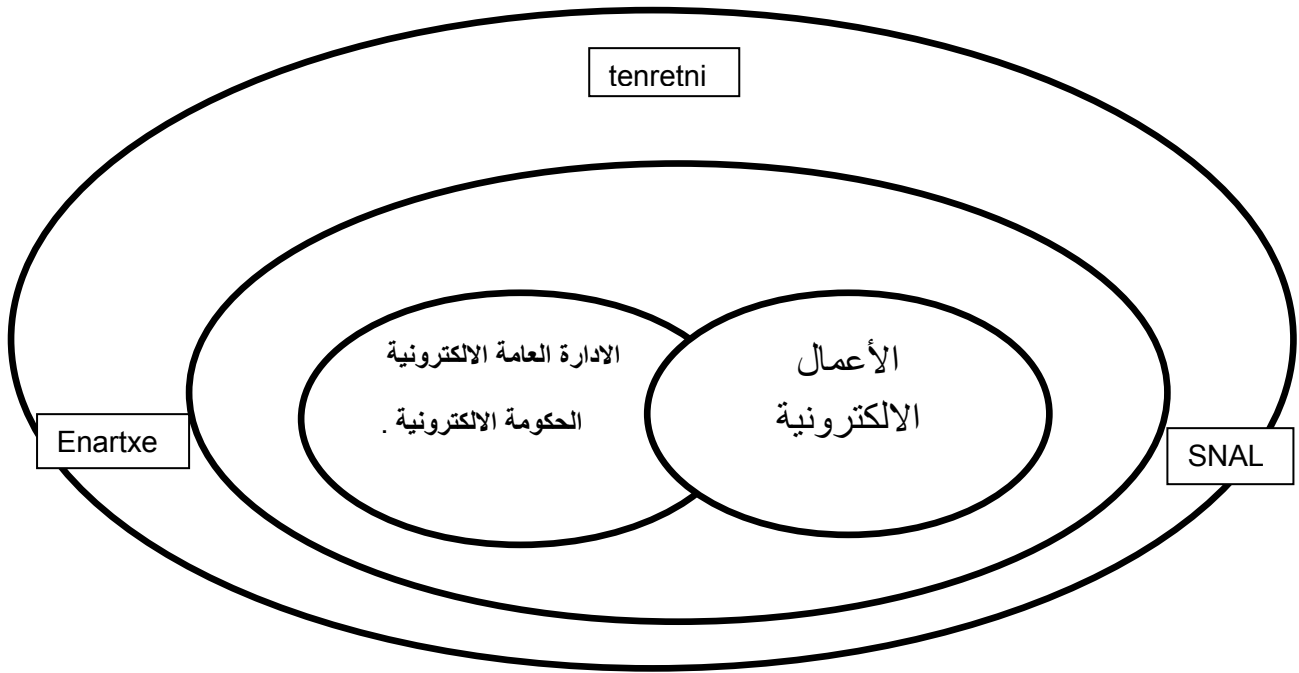 tenretni
الأعمال
الالكترونية
الادارة العامة الالكترونية
الحكومة الالكترونية .
Enartxe
SNAL